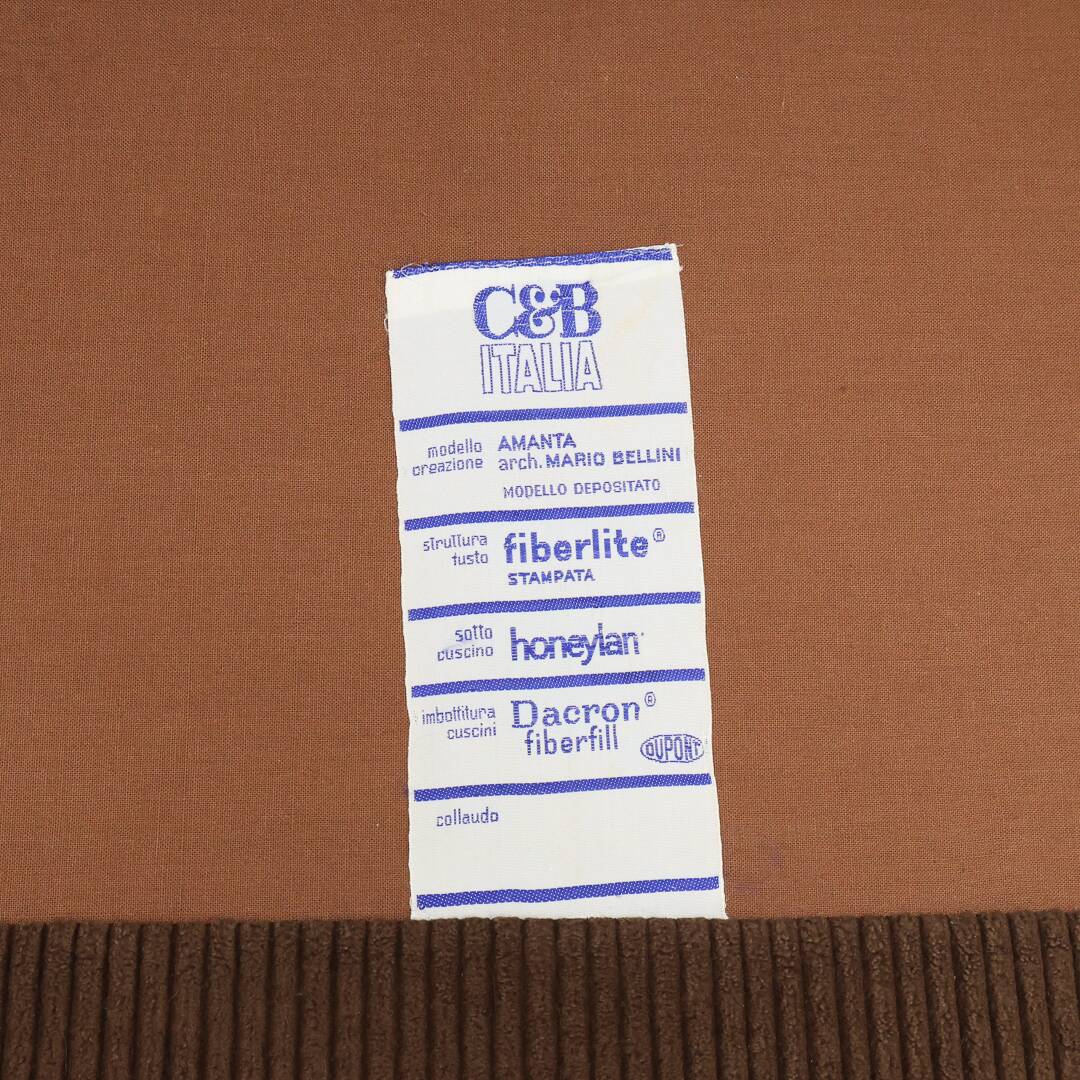 C&B
ITALIA
modello AMANTA
creazione arch. MARIO BELLINI
MODELLO DEPOSITATO
struttura fusto fiberlite®
STAMPATA
sotto cuscino honeylan
imbottitura cuscini Dacron®
fiberfill DUPONT
collaudo